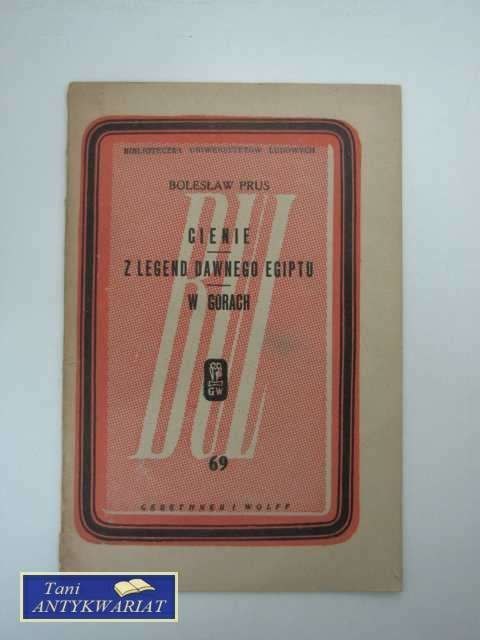 BIBLIOTECZKA UNIWERSYTETÓW LUDOWYCH
BOLESŁAW PRUS
BUL
CIENIE
Z LEGEND DAWNEGO EGIPTU
W GÓRACH
GW
69
GEBETHNER I WOLFF
Tani
ANTYKWARIAT